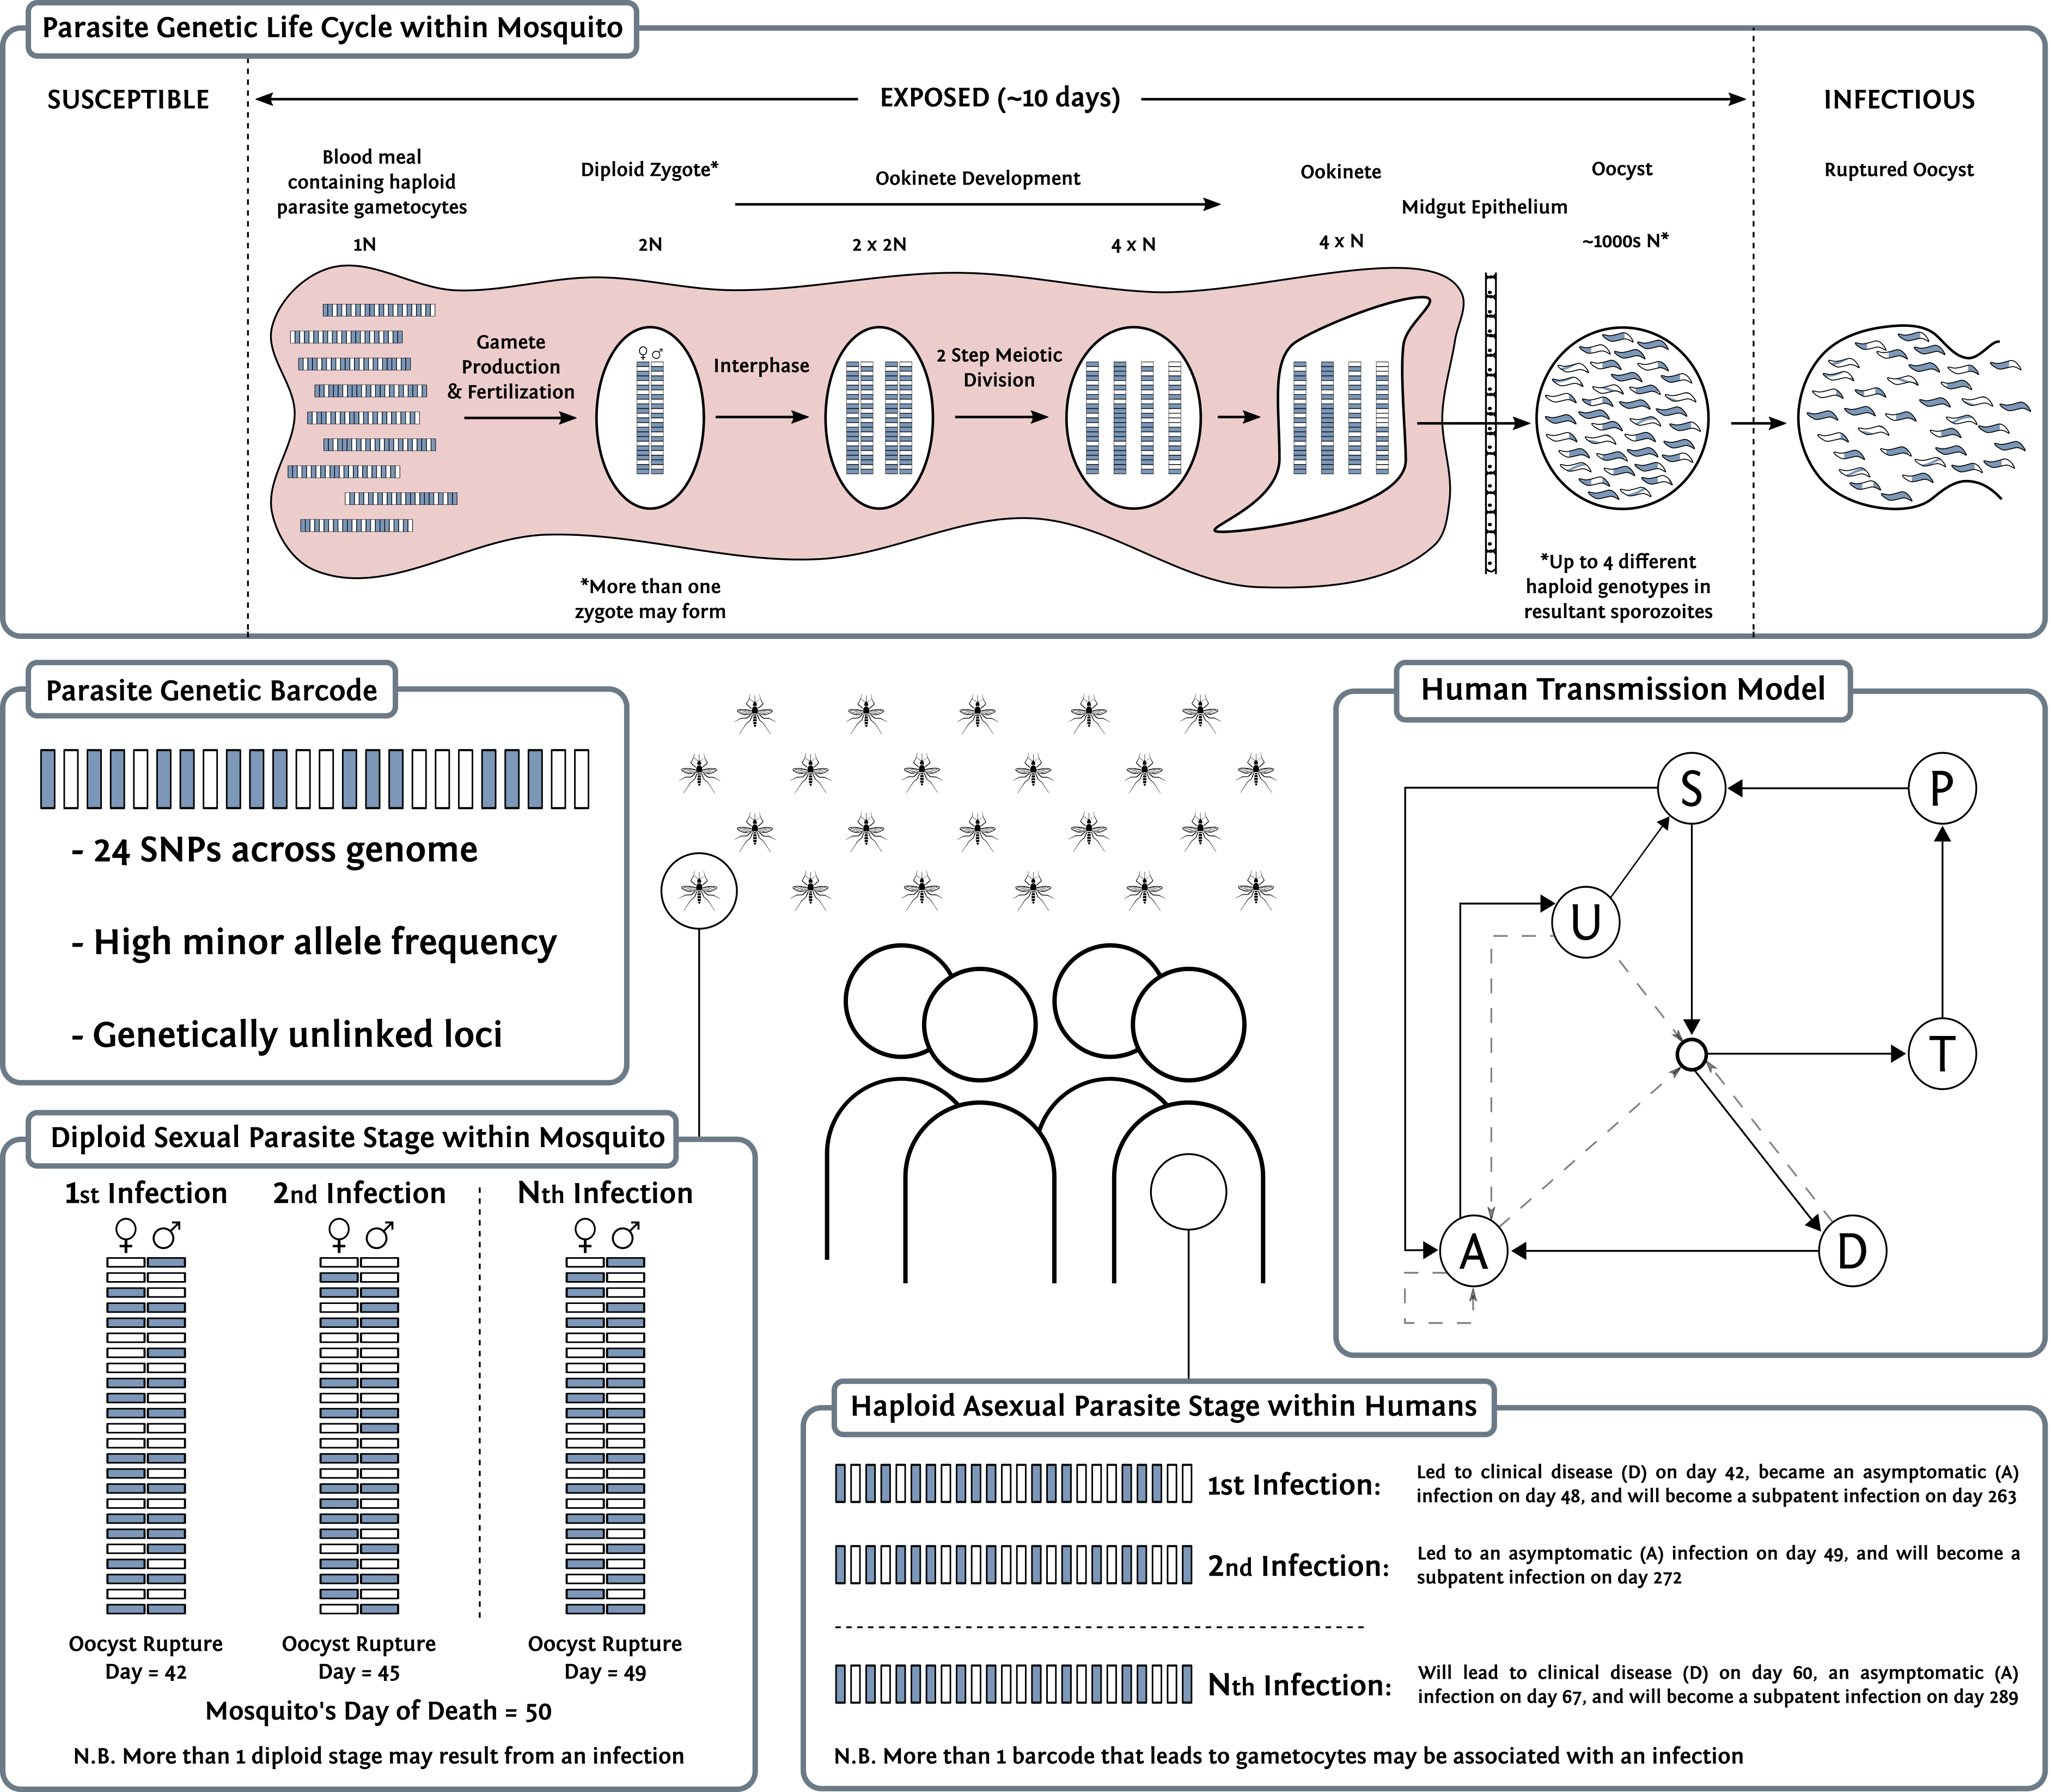 Parasite Genetic Life Cycle within Mosquito
SUSCEPTIBLE
EXPOSED (~10 days)
INFECTIOUS
Blood meal
containing haploid
parasite gametocytes
Diploid Zygote*
Ookinete Development
Ookinete
Midgut Epithelium
Oocyst
Ruptured Oocyst
1N
2N
2 x 2N
4 x N
4 x N
~1000s N*
Gamete
Production
& Fertilization
♀ ♂
Interphase
2 Step Meiotic
Division
*More than one
zygote may form
*Up to 4 different
haploid genotypes in
resultant sporozoites
Parasite Genetic Barcode
- 24 SNPs across genome
- High minor allele frequency
- Genetically unlinked loci
Human Transmission Model
S
P
U
T
A
D
Diploid Sexual Parasite Stage within Mosquito
1st Infection
2nd Infection
Nth Infection
♀ ♂
♀ ♂
♀ ♂
Oocyst Rupture
Day = 42
Oocyst Rupture
Day = 45
Oocyst Rupture
Day = 49
Mosquito's Day of Death = 50
N.B. More than 1 diploid stage may result from an infection
Haploid Asexual Parasite Stage within Humans
1st Infection:
Led to clinical disease (D) on day 42, became an asymptomatic (A)
infection on day 48, and will become a subpatent infection on day 263
2nd Infection:
Led to an asymptomatic (A) infection on day 49, and will become a
subpatent infection on day 272
Nth Infection:
Will lead to clinical disease (D) on day 60, an asymptomatic (A)
infection on day 67, and will become a subpatent infection on day 289
N.B. More than 1 barcode that leads to gametocytes may be associated with an infection